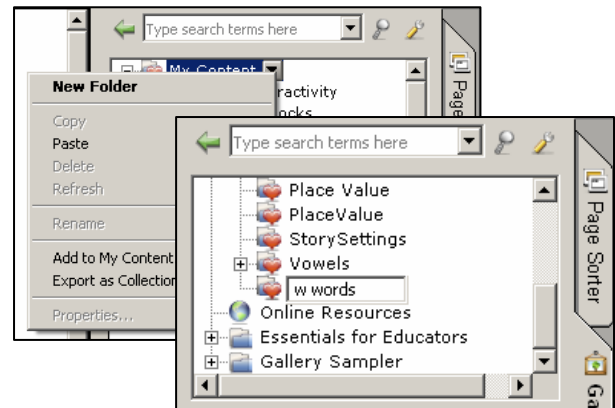 Type search terms here
My Content
New Folder
Copy
Paste
Delete
Refresh
Rename
Add to My Content
Export as Collection
Properties...
ractivity
Page
Type search terms here
Place Value
PlaceValue
StorySettings
Vowels
w words
Online Resources
Essentials for Educators
Gallery Sampler
Page Sorter
Ga